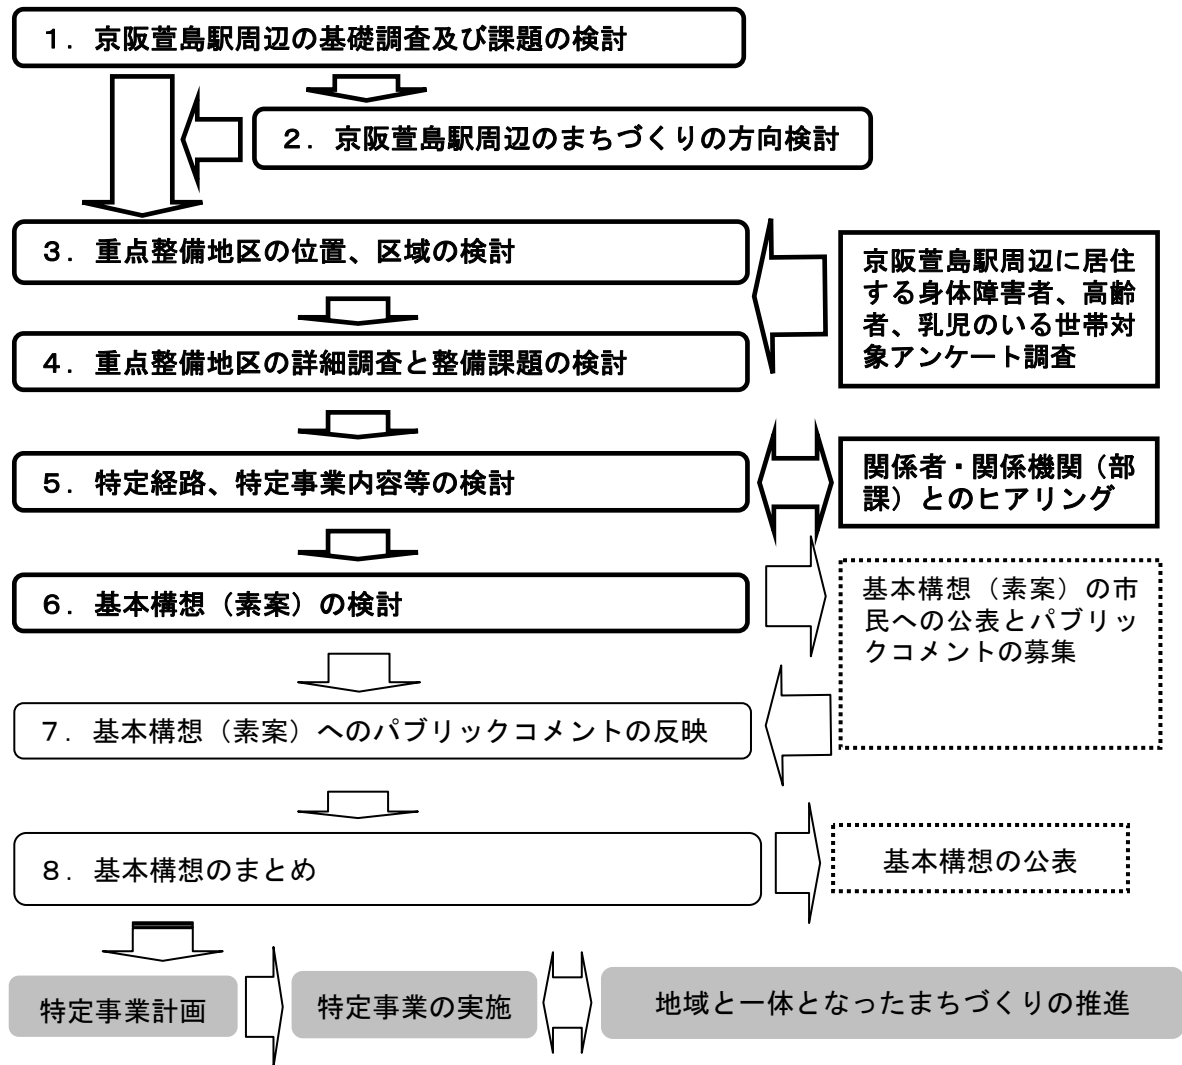 １．京阪萱島駅周辺の基礎調査及び課題の検討
２．京阪萱島駅周辺のまちづくりの方向検討
３．重点整備地区の位置、区域の検討
京阪萱島駅周辺に居住
する身体障害者、高齢
者、乳児のいる世帯対
象アンケート調査
４．重点整備地区の詳細調査と整備課題の検討
５．特定経路、特定事業内容等の検討
関係者・関係機関（部
課）とのヒアリング
６．基本構想（素案）の検討
基本構想（素案）の市
民への公表とパブリッ
クコメントの募集
７．基本構想（素案）へのパブリックコメントの反映
８．基本構想のまとめ
基本構想の公表
特定事業計画
特定事業の実施
地域と一体となったまちづくりの推進